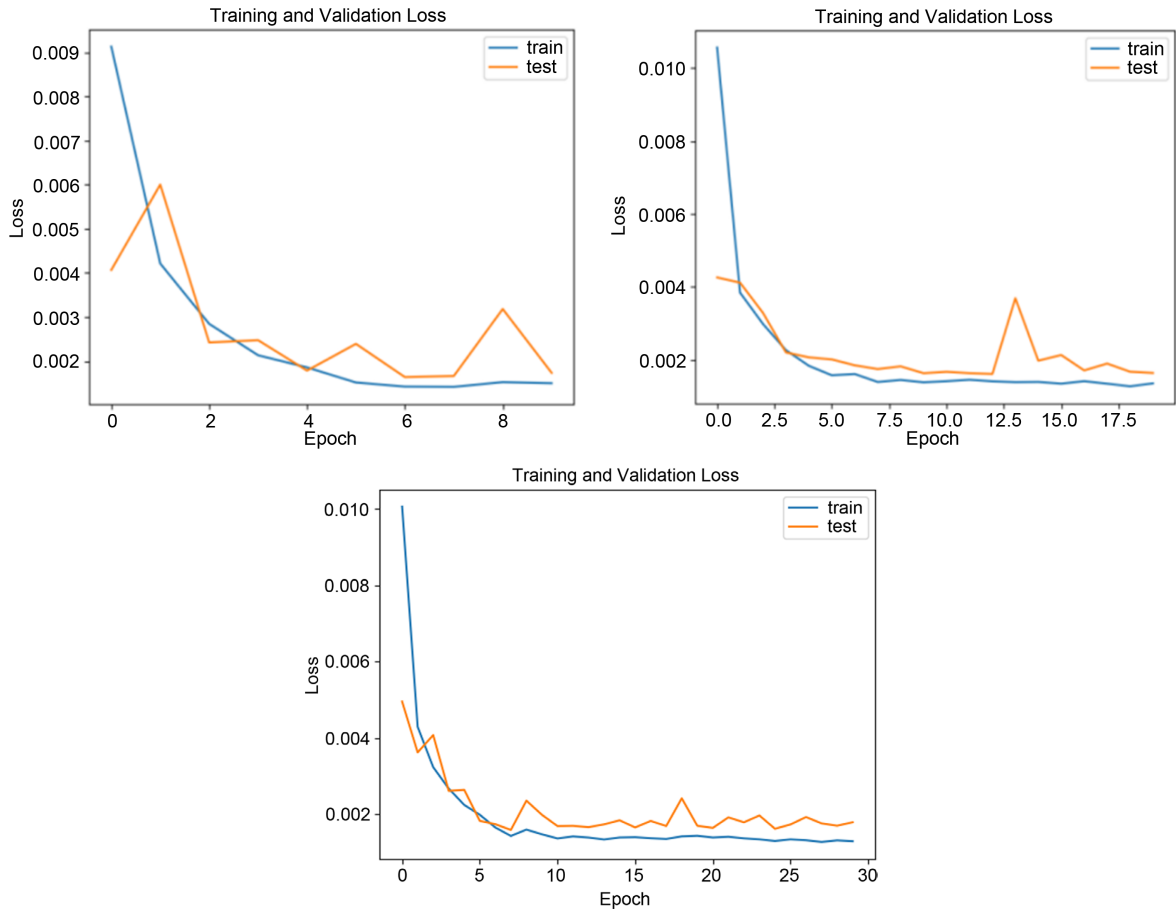 Training and Validation Loss
train
test
0.009
0.008
0.007
0.006
0.005
0.004
0.003
0.002
Loss
0 2 4 6 8
Epoch
Training and Validation Loss
train
test
0.010
0.008
0.006
0.004
0.002
Loss
0.0 2.5 5.0 7.5 10.0 12.5 15.0 17.5
Epoch
Training and Validation Loss
train
test
0.010
0.008
0.006
0.004
0.002
Loss
0 5 10 15 20 25 30
Epoch